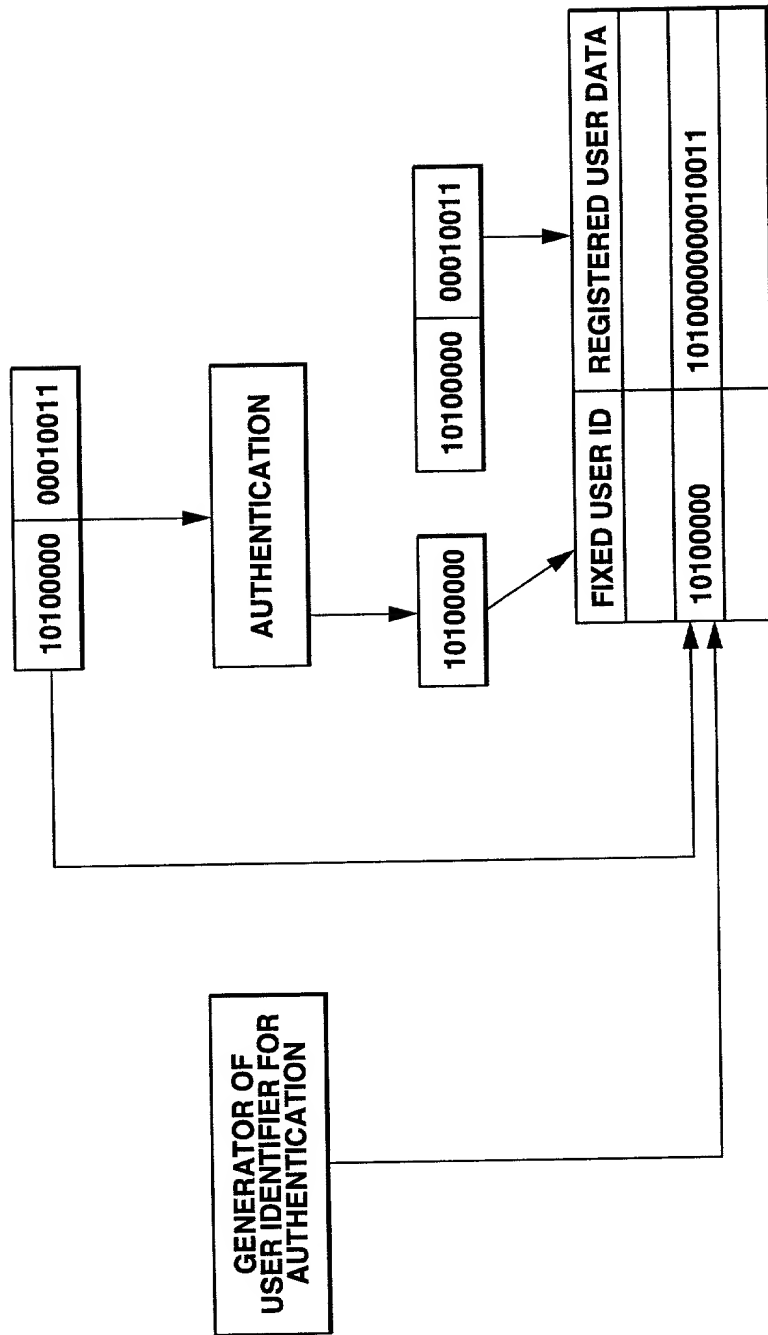 10100000 00010011
GENERATOR OF
USER IDENTIFIER FOR
AUTHENTICATION
AUTHENTICATION
10100000
10100000 00010011
FIXED USER ID REGISTERED USER DATA
10100000 1010000000010011